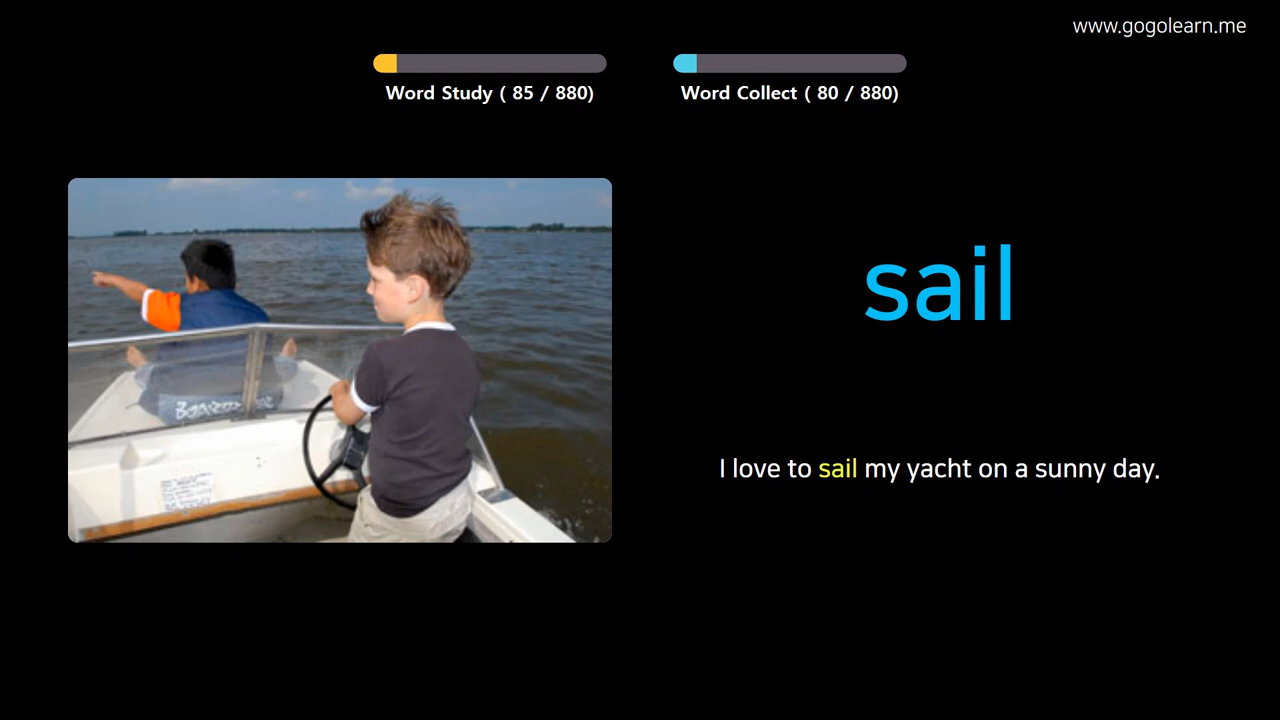 www.gogolearn.me
Word Study ( 85 / 880)
Word Collect ( 80 / 880)
sail
I love to sail my yacht on a sunny day.